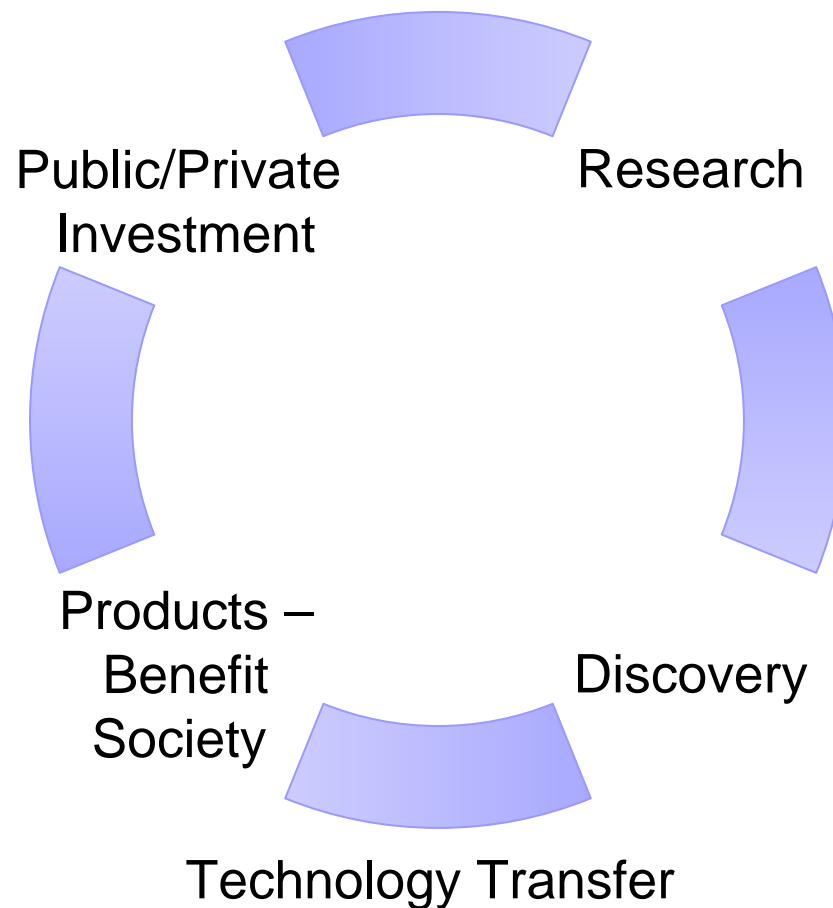 Public/Private
Investment
Research
Products –
Benefit
Society
Discovery
Technology Transfer